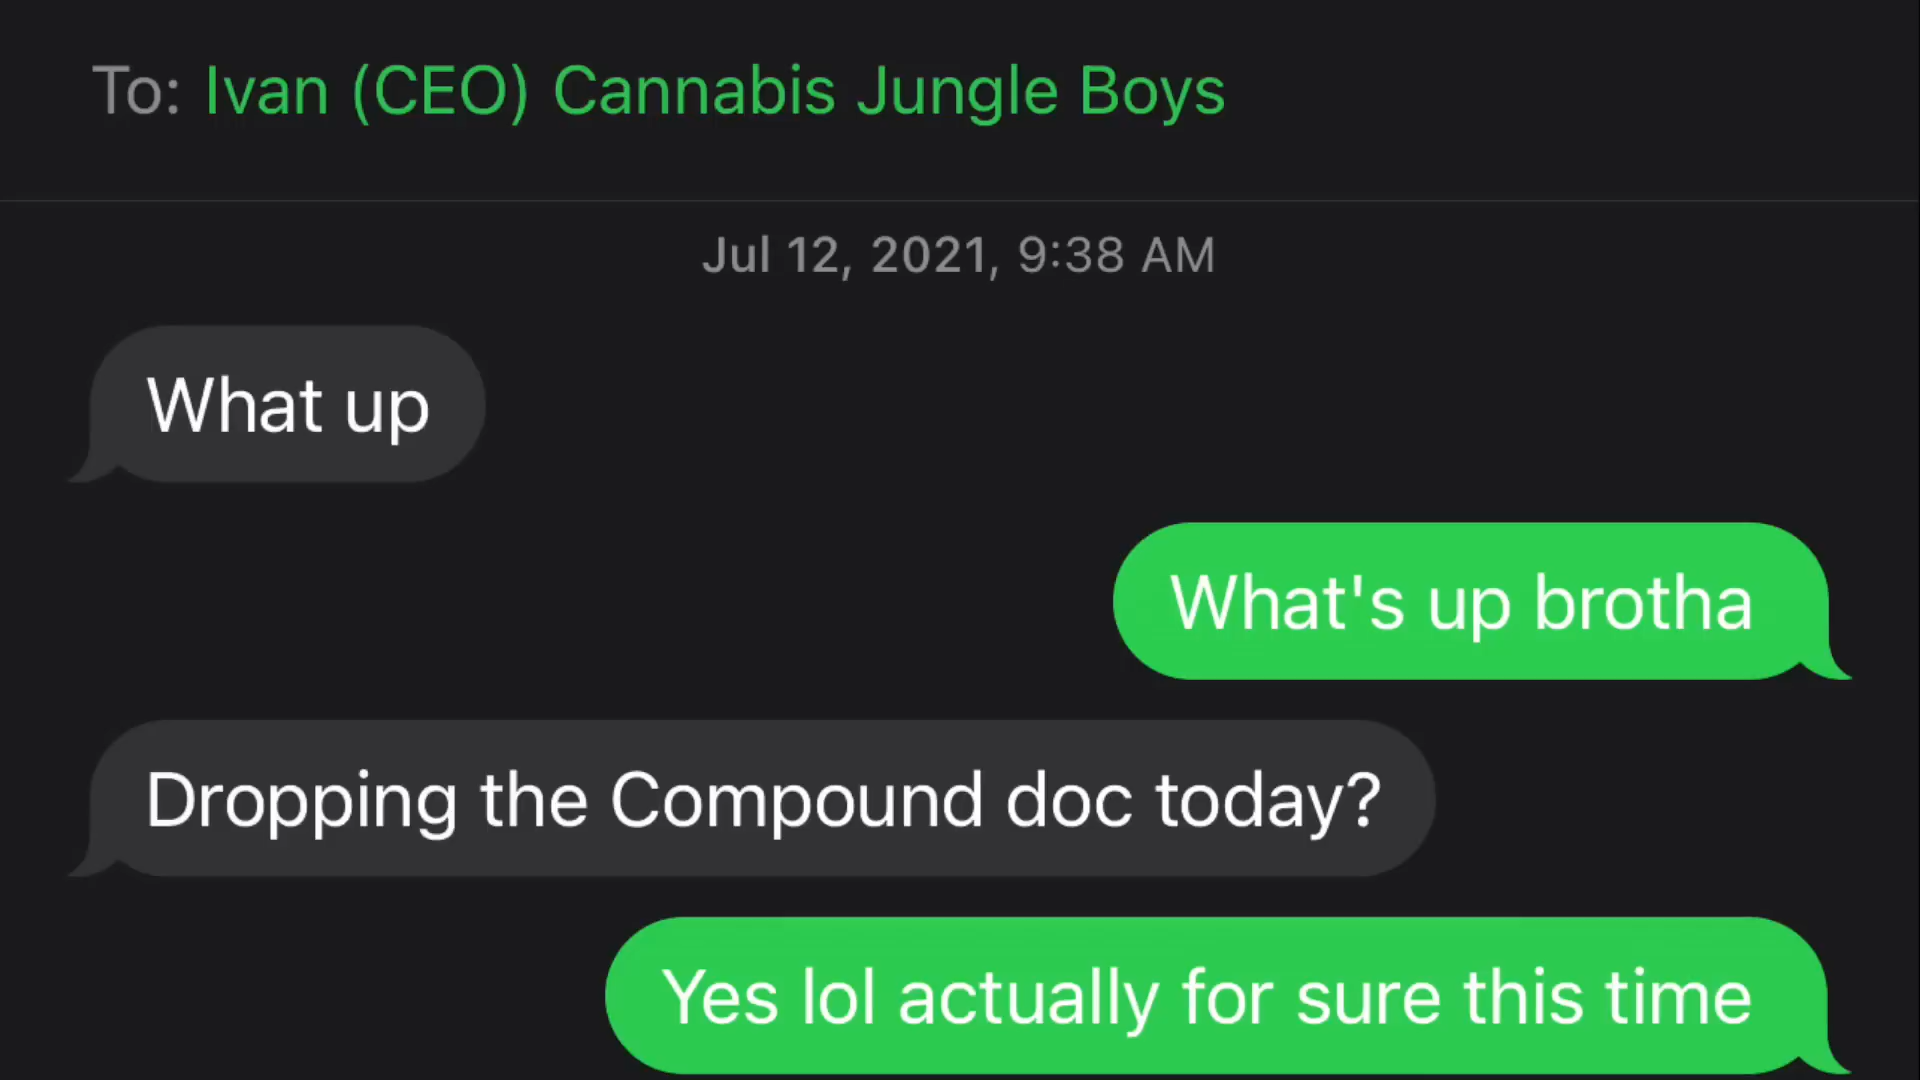 To: Ivan (CEO) Cannabis Jungle Boys
Jul 12, 2021, 9:38 AM
What up
What's up brotha
Dropping the Compound doc today?
Yes lol actually for sure this time